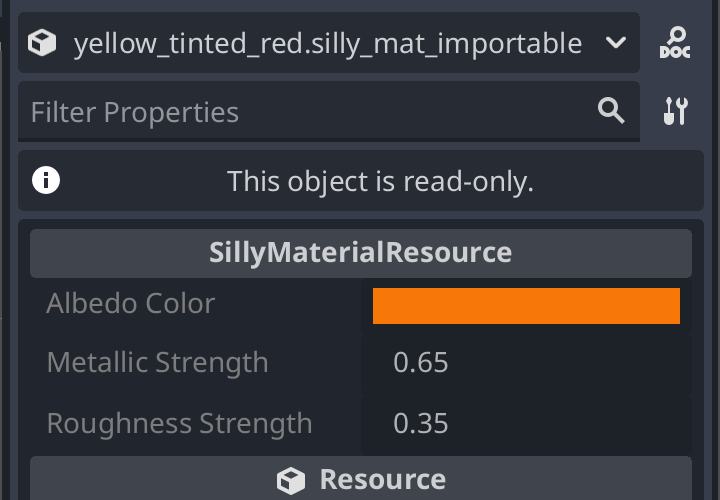 yellow_tinted_red.silly_mat_importable
DOC
Filter Properties
This object is read-only.
SillyMaterialResource
Albedo Color
Metallic Strength 0.65
Roughness Strength 0.35
Resource